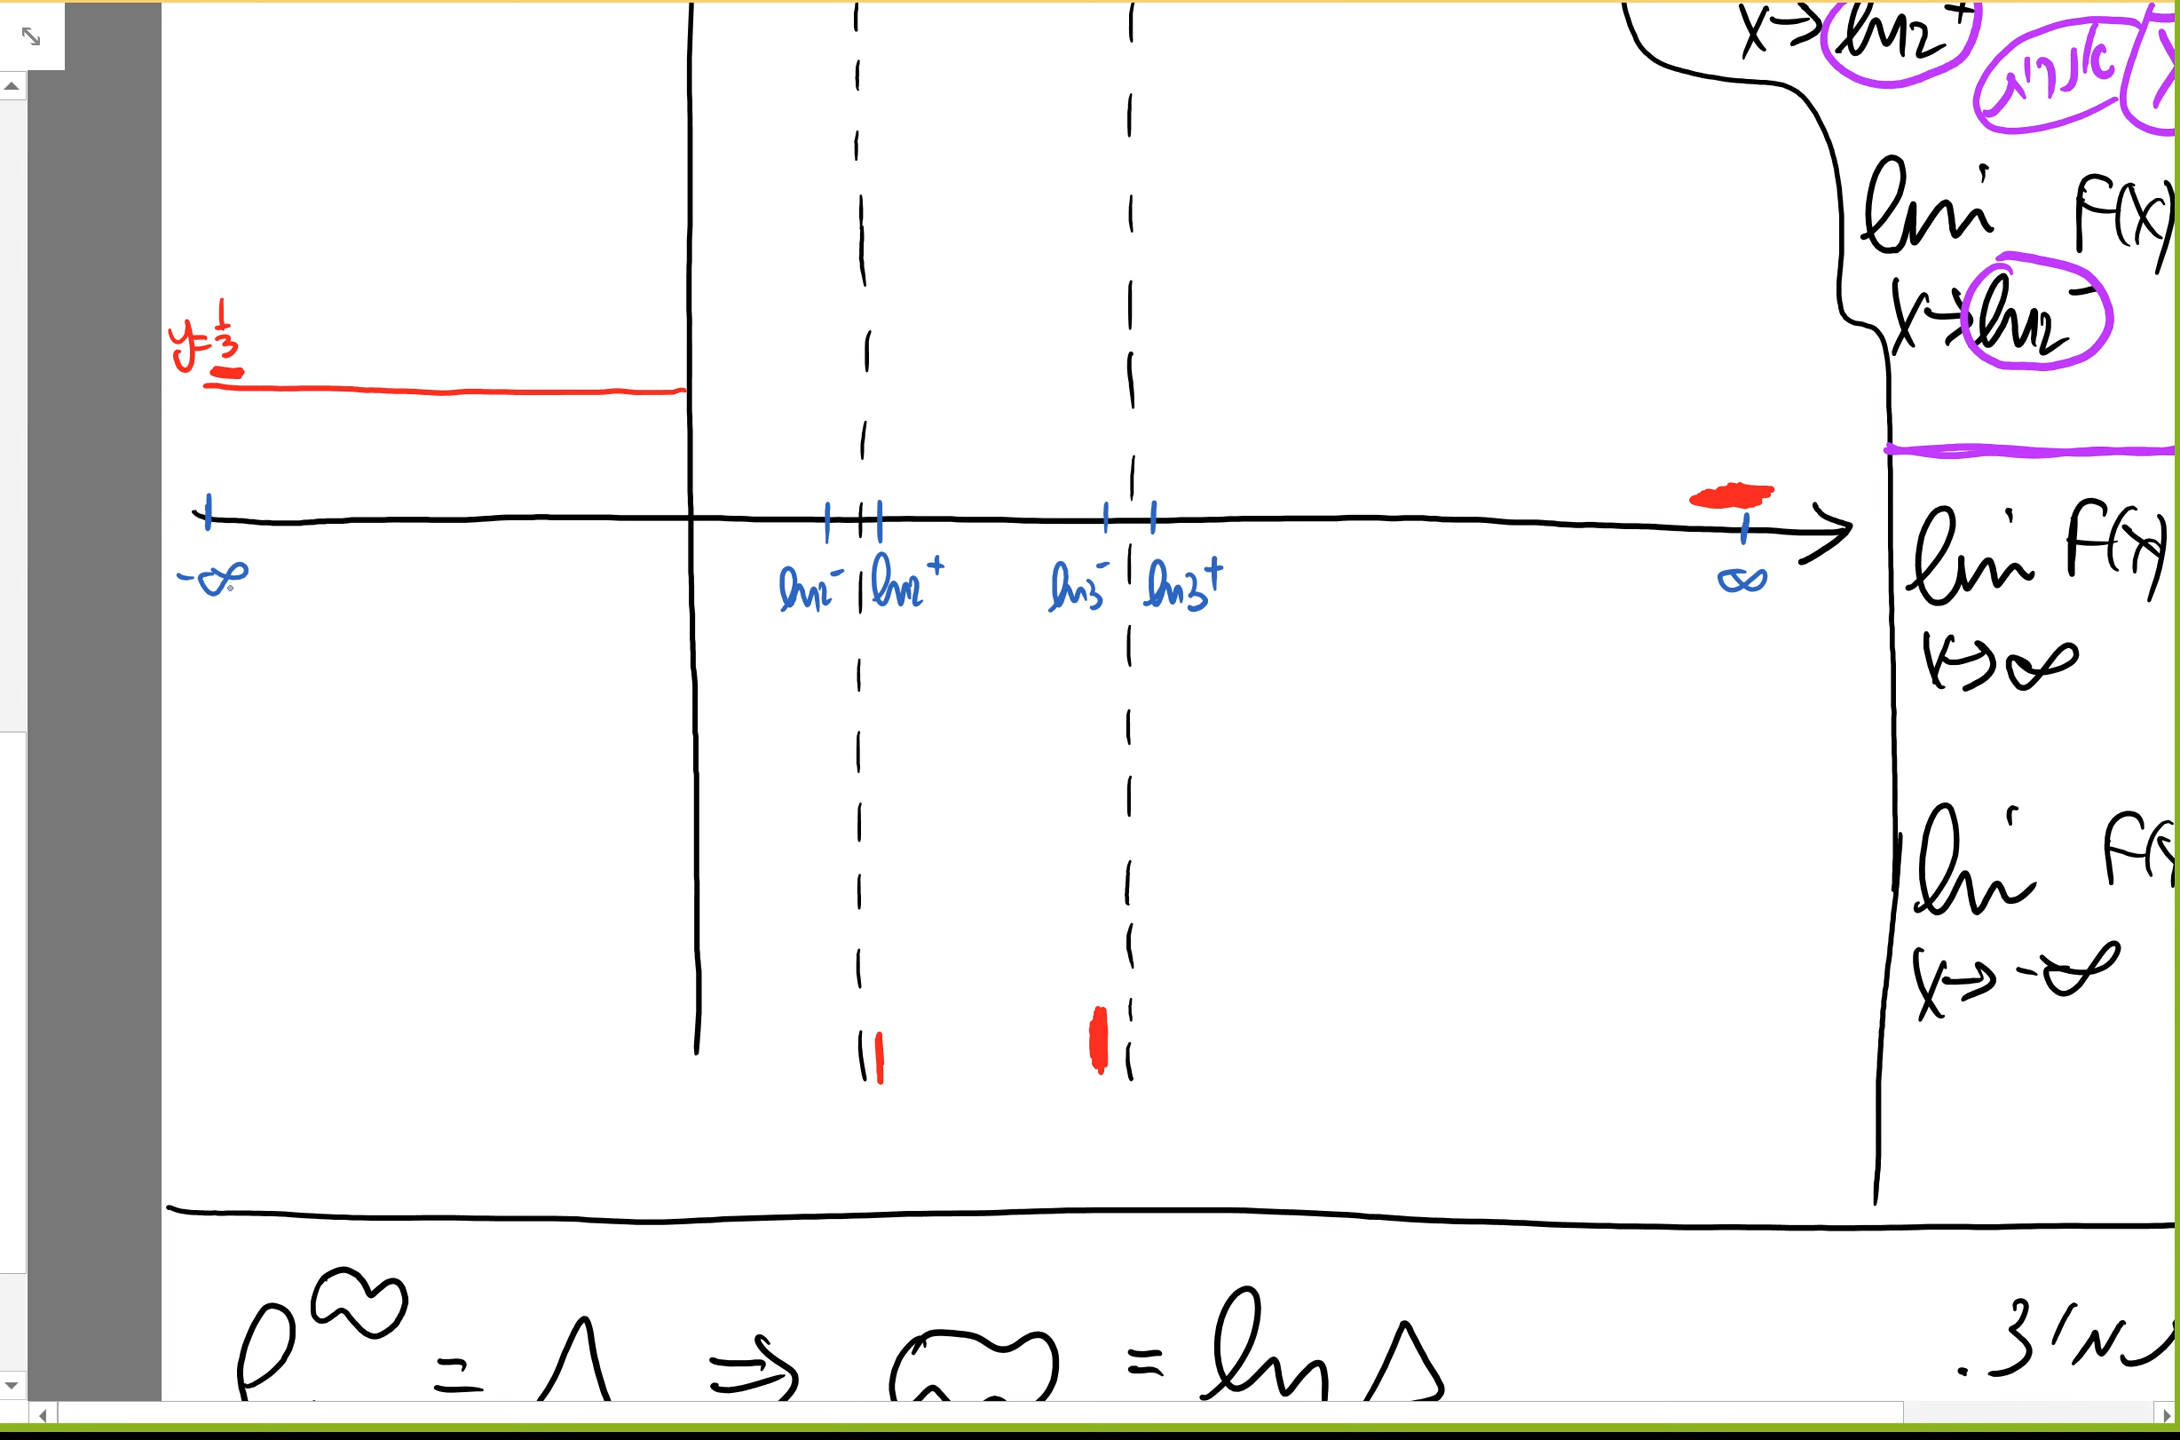 x→ln2⁺
lim f(x)
x→ln2⁻
y=1/3
-∞ ln2⁻ ln2⁺ ln3⁻ ln3⁺ ∞
lim f(x)
x→∞
lim f(
x→-∞
e = ⇒ = ln